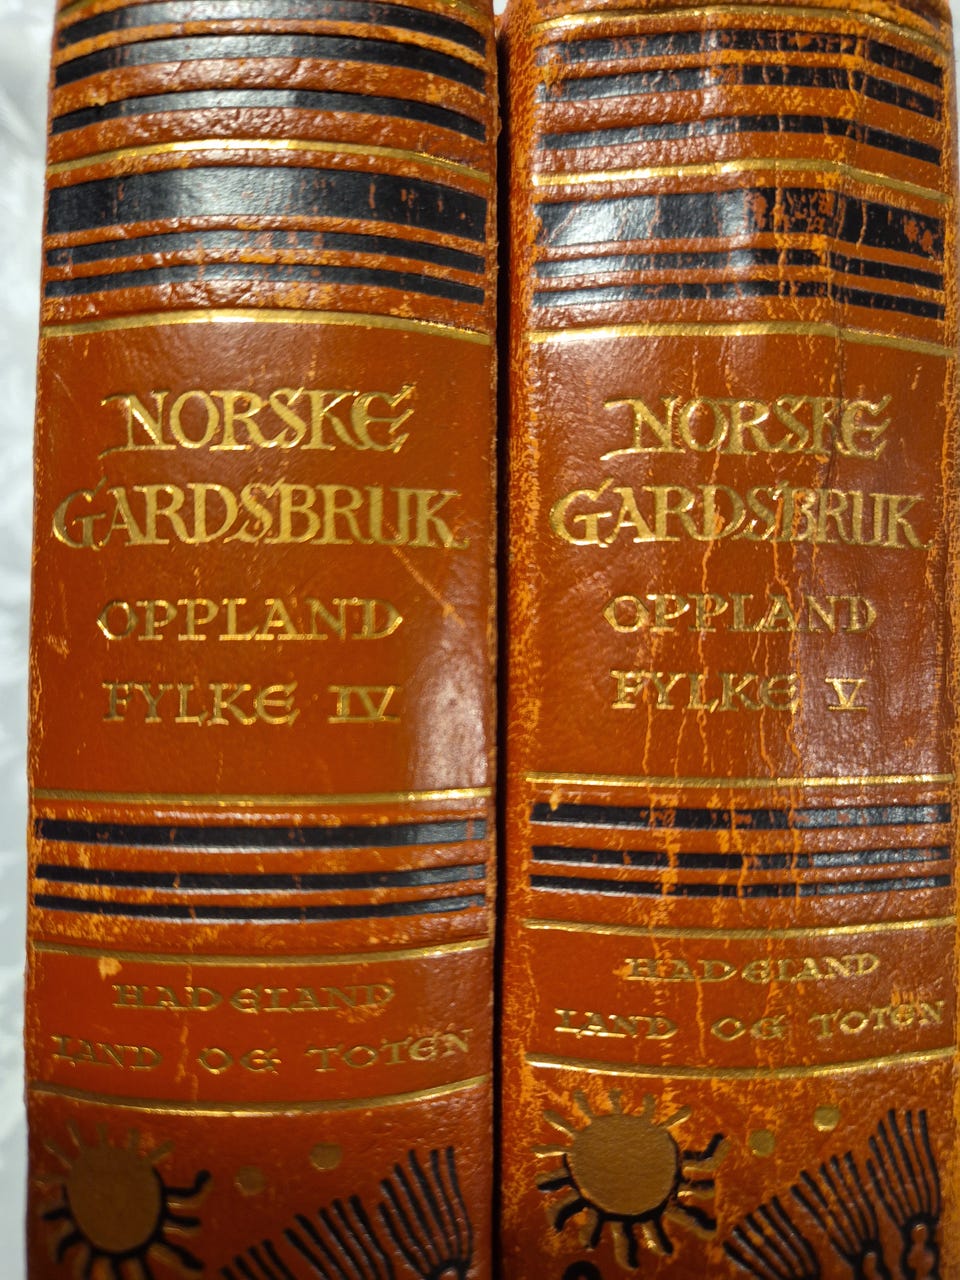 NORSKE
GARDSBRUK
OPPLAND
FYLKE IV
HADELAND
LAND OG TOTEN
NORSKE
GARDSBRUK
OPPLAND
FYLKE V
HADELAND
LAND OG TOTEN